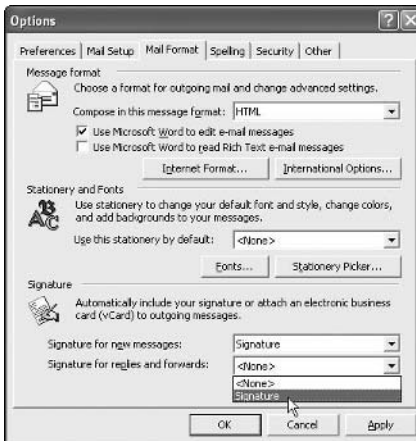 Options
Preferences Mail Setup Mail Format Spelling Security Other
Message format
Choose a format for outgoing mail and change advanced settings.
Compose in this message format: HTML
Use Microsoft Word to edit e-mail messages
Use Microsoft Word to read Rich Text e-mail messages
Internet Format... International Options...
Stationery and Fonts
Use stationery to change your default font and style, change colors,
and add backgrounds to your messages.
Use this stationery by default: <None>
Fonts... Stationery Picker...
Signature
Automatically include your signature or attach an electronic business
card (vCard) to outgoing messages.
Signature for new messages: Signature
Signature for replies and forwards: <None>
<None>
Signature
OK Cancel Apply